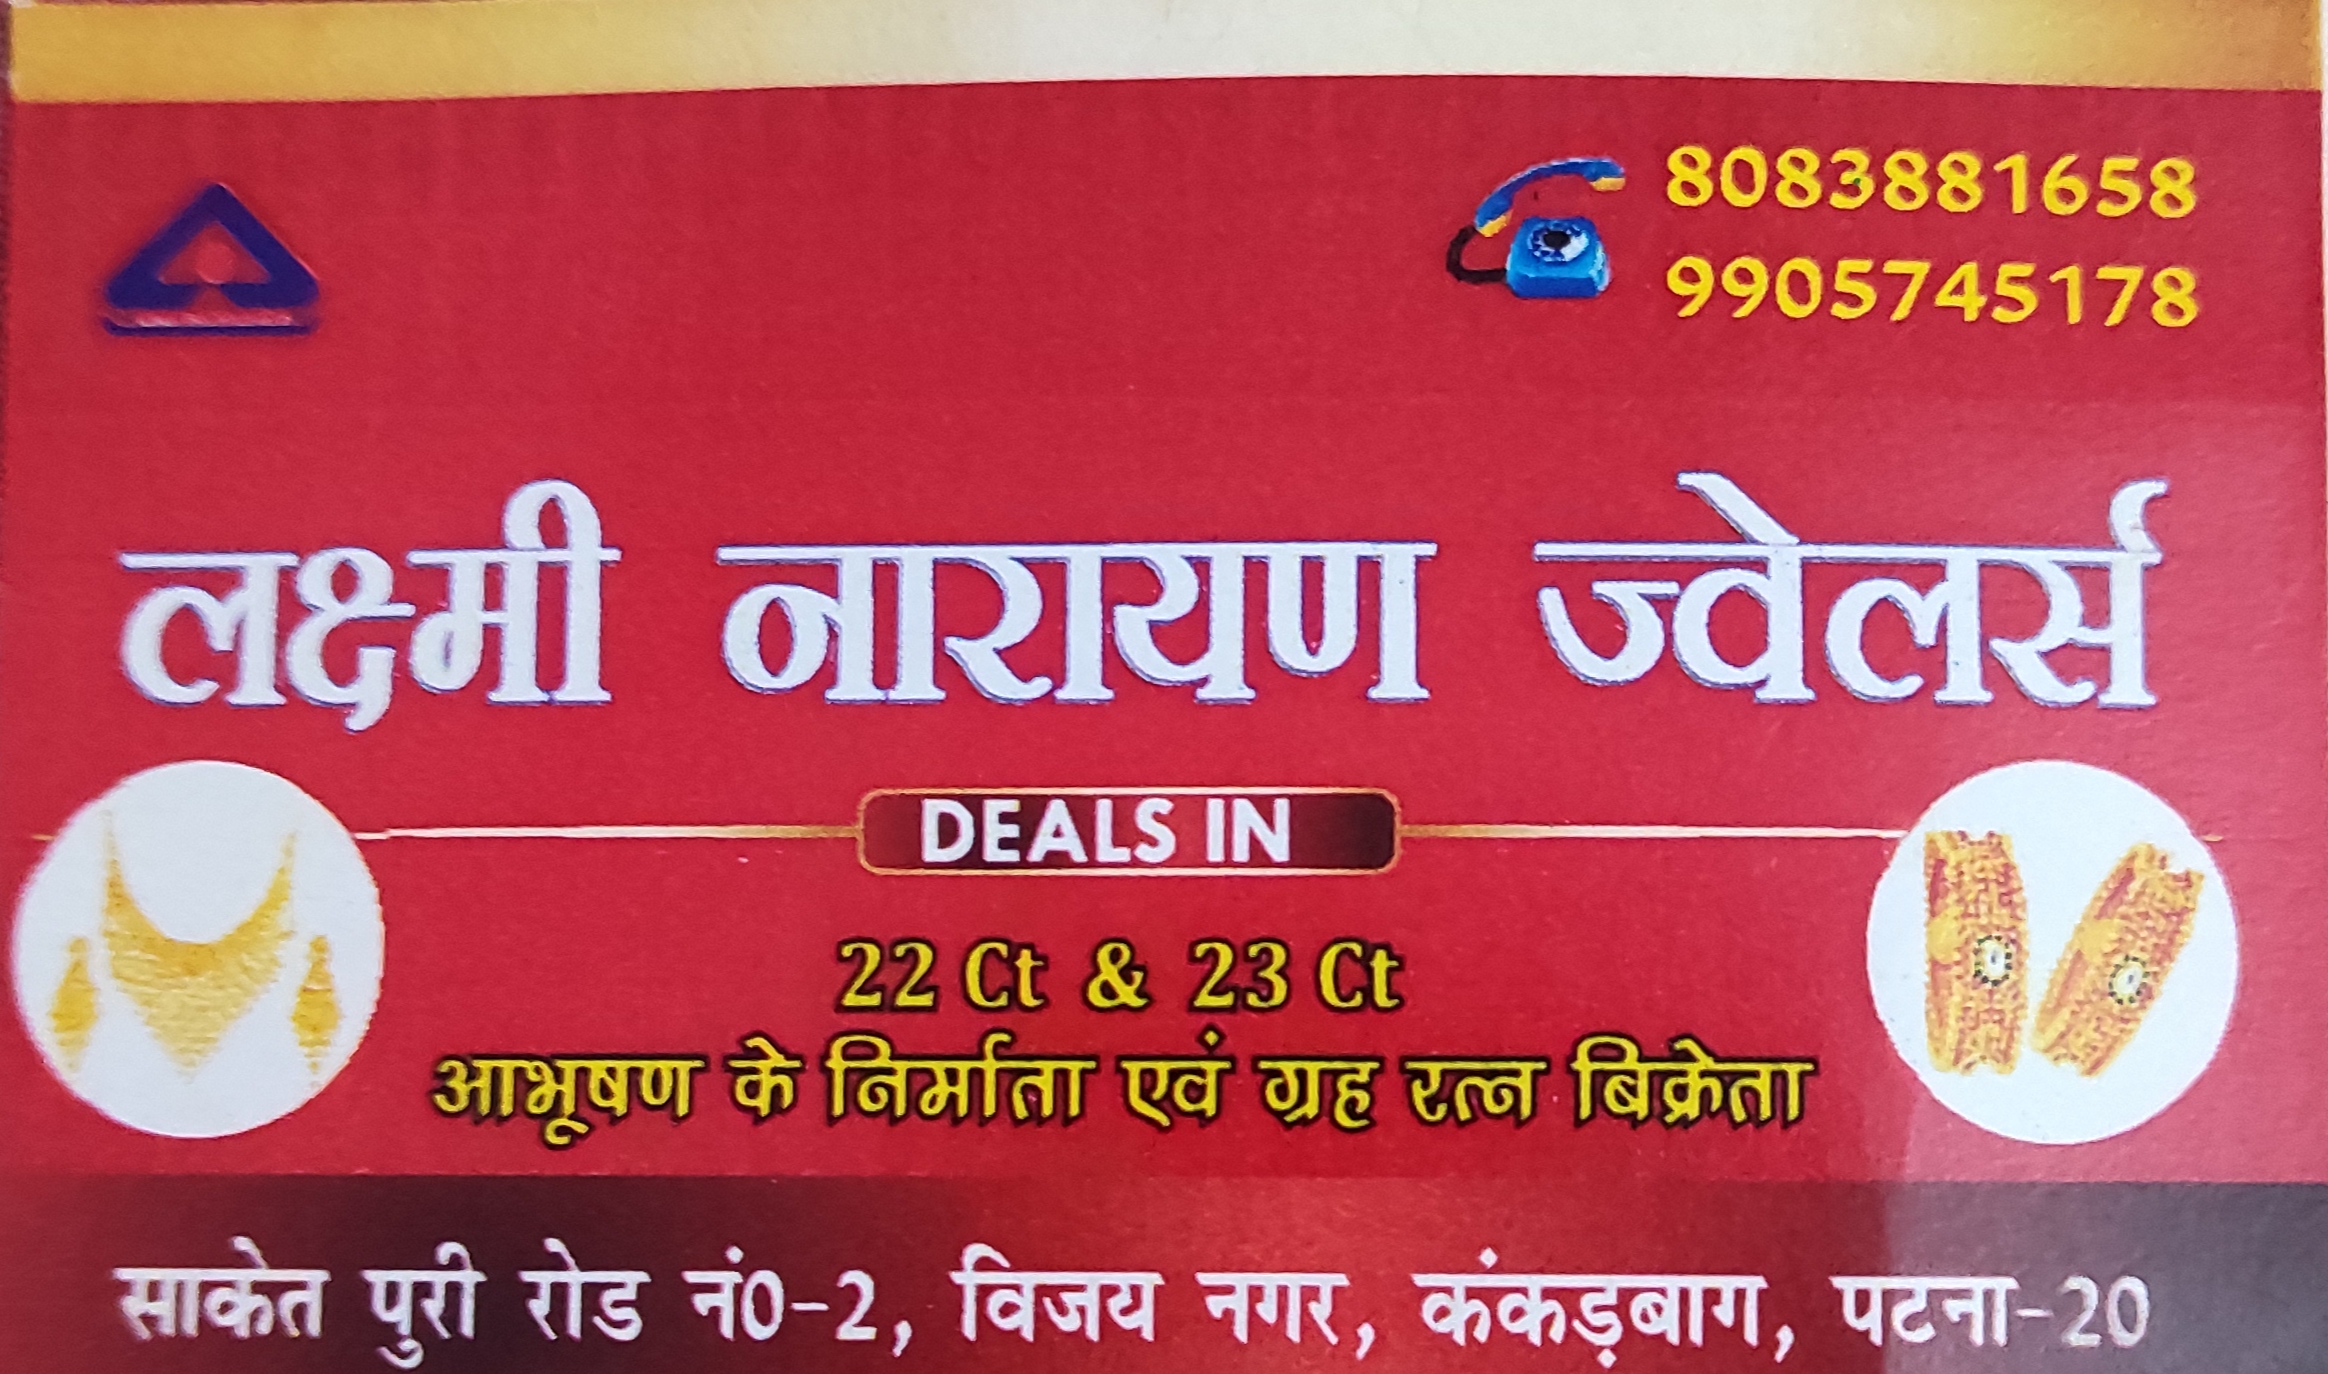 8083881658
9905745178
लक्ष्मी नारायण ज्वेलर्स
DEALS IN
22 Ct & 23 Ct
आभूषण के निर्माता एवं ग्रह रत्न बिक्रेता
साकेत पुरी रोड नं0-2, विजय नगर, कंकड़बाग, पटना-20